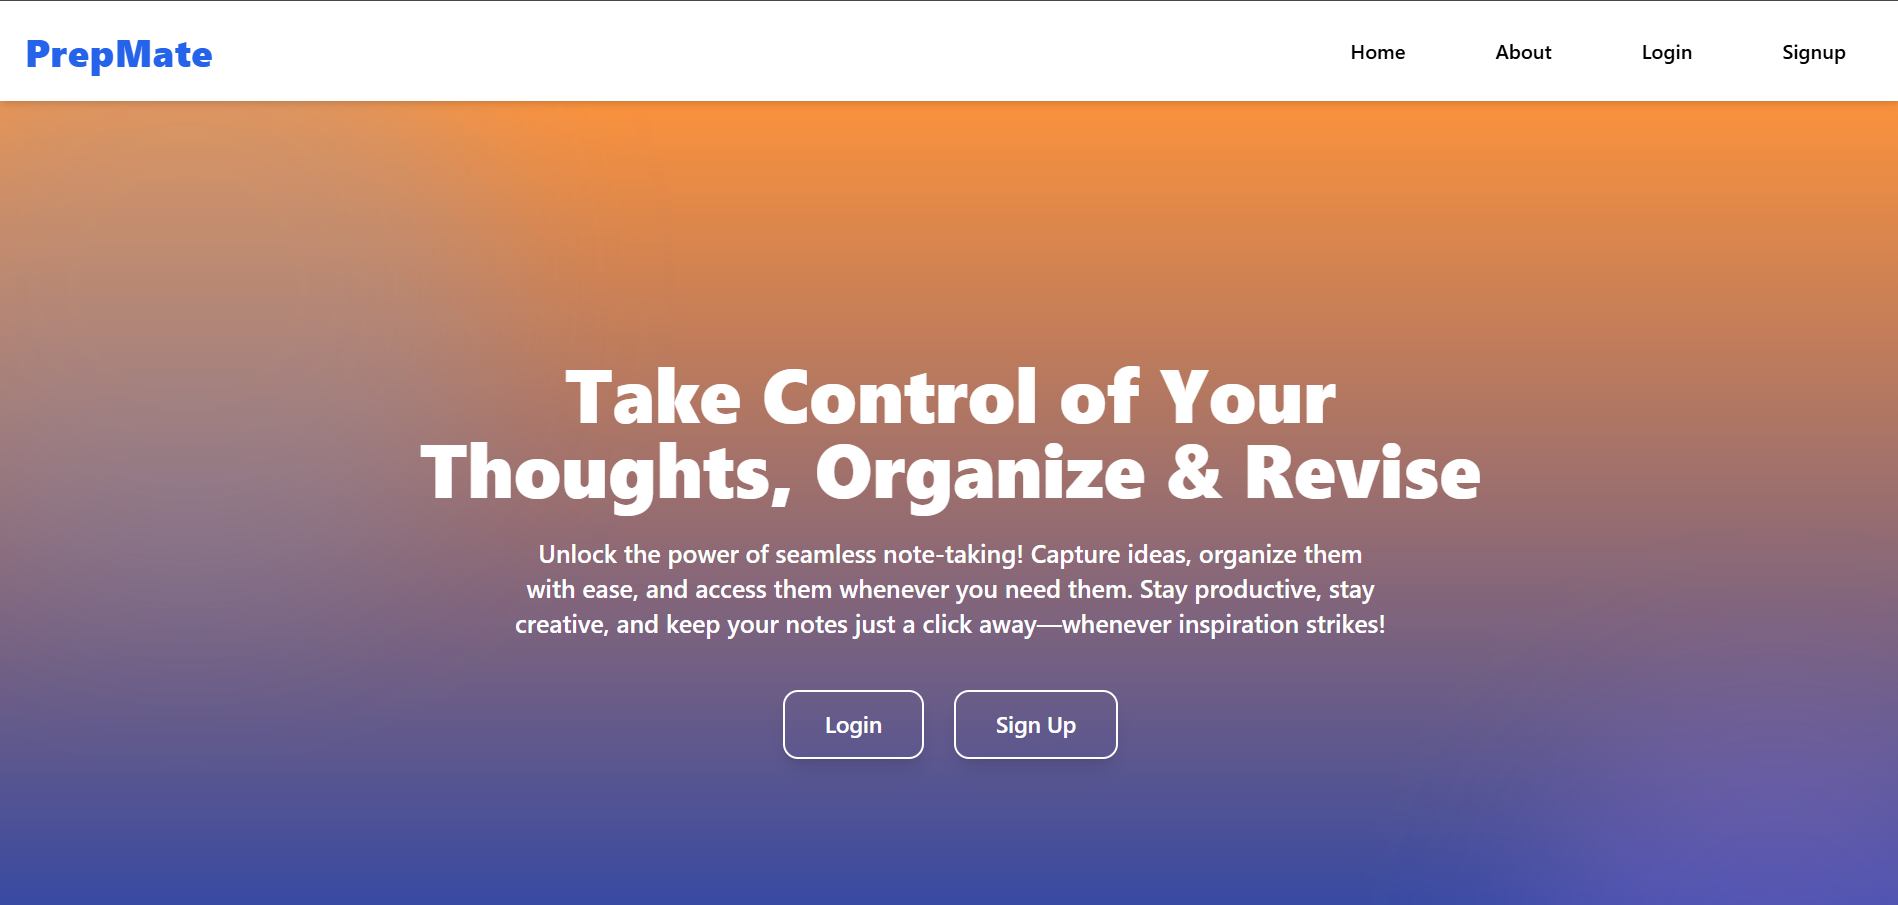 PrepMate
Home
About
Login
Signup
Take Control of Your
Thoughts, Organize & Revise
Unlock the power of seamless note-taking! Capture ideas, organize them
with ease, and access them whenever you need them. Stay productive, stay
creative, and keep your notes just a click away—whenever inspiration strikes!
Login
Sign Up